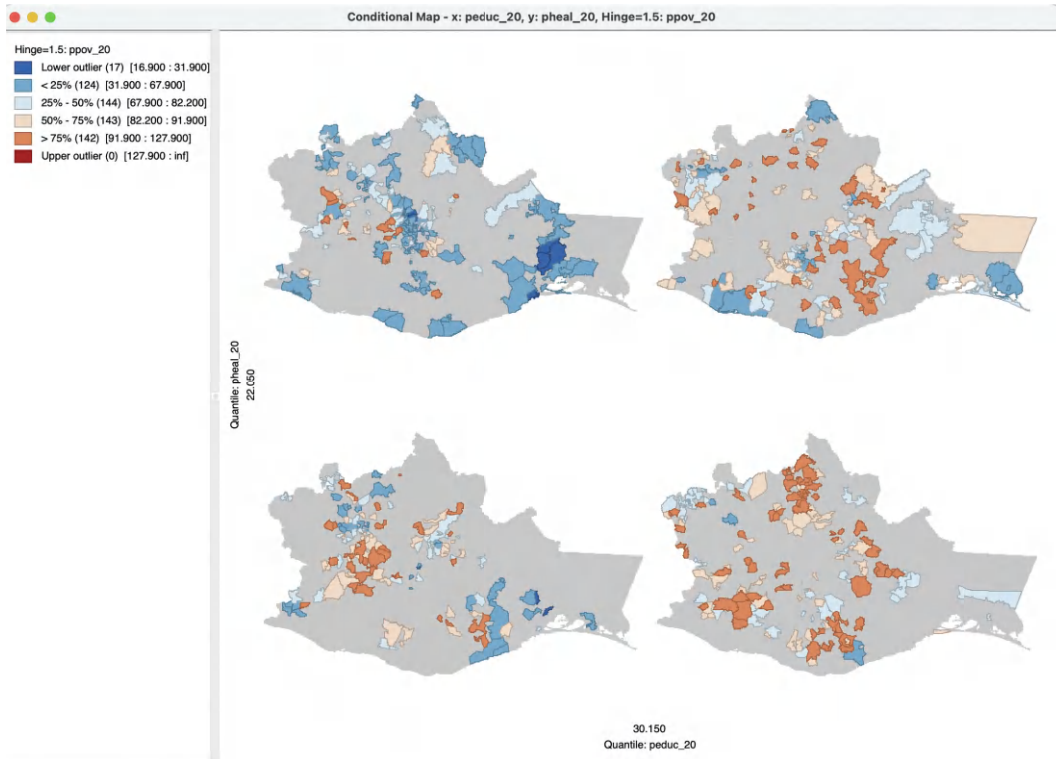 Conditional Map - x: peduc_20, y: pheal_20, Hinge=1.5: ppov_20
Hinge=1.5: ppov_20
Lower outlier (17) [16.900 : 31.900]
< 25% (124) [31.900 : 67.900]
25% - 50% (144) [67.900 : 82.200]
50% - 75% (143) [82.200 : 91.900]
> 75% (142) [91.900 : 127.900]
Upper outlier (0) [127.900 : inf]
Quantile: pheal_20
22.050
30.150
Quantile: peduc_20